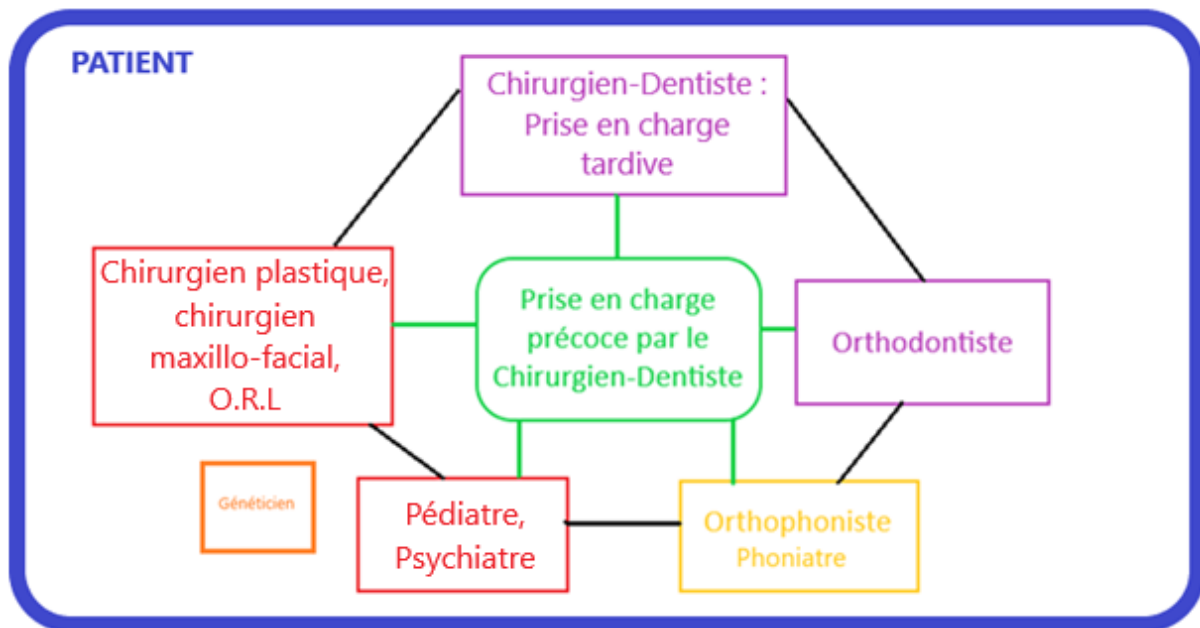 PATIENT
Chirurgien-Dentiste :
Prise en charge
tardive
Chirurgien plastique,
chirurgien
maxillo-facial,
O.R.L
Prise en charge
précoce par le
Chirurgien-Dentiste
Orthodontiste
Généticien
Pédiatre,
Psychiatre
Orthophoniste
Phoniatre